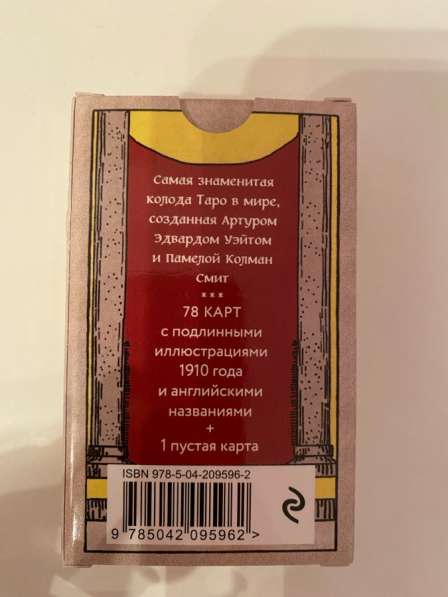 Самая знаменитая
колода Таро в мире,
созданная Артуром
Эдвардом Уэйтом
и Памелой Колман
Смит
***
78 КАРТ
с подлинными
иллюстрациями
1910 года
и английскими
названиями
+
1 пустая карта
ISBN 978-5-04-209596-2
9 785042 095962 >